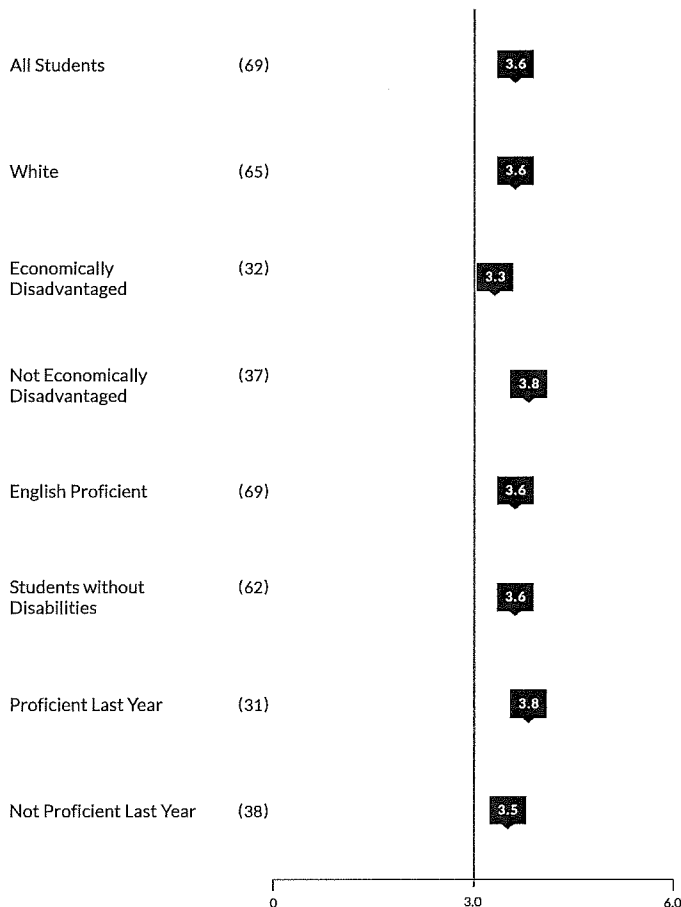 All Students (69) 3.6
White (65) 3.6
Economically (32) 3.3
Disadvantaged
Not Economically (37) 3.8
Disadvantaged
English Proficient (69) 3.6
Students without (62) 3.6
Disabilities
Proficient Last Year (31) 3.8
Not Proficient Last Year (38) 3.5
0 3.0 6.0